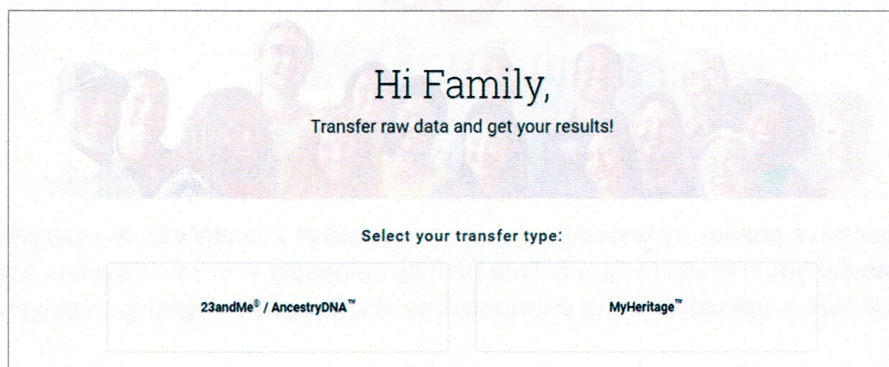 Hi Family,
Transfer raw data and get your results!
Select your transfer type:
23andMe® / AncestryDNA™
MyHeritage™